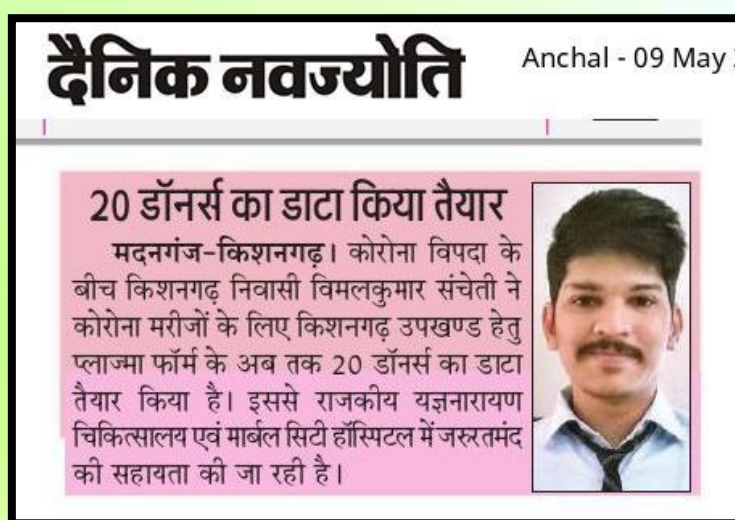 दैनिक नवज्योति
Anchal - 09 May
20 डॉनर्स का डाटा किया तैयार
मदनगंज-किशनगढ़। कोरोना विपदा के
बीच किशनगढ़ निवासी विमलकुमार संचेती ने
कोरोना मरीजों के लिए किशनगढ़ उपखण्ड हेतु
प्लाज्मा फॉर्म के अब तक 20 डॉनर्स का डाटा
तैयार किया है। इससे राजकीय यज्ञनारायण
चिकित्सालय एवं मार्बल सिटी हॉस्पिटल में जरुरतमंद
की सहायता की जा रही है।